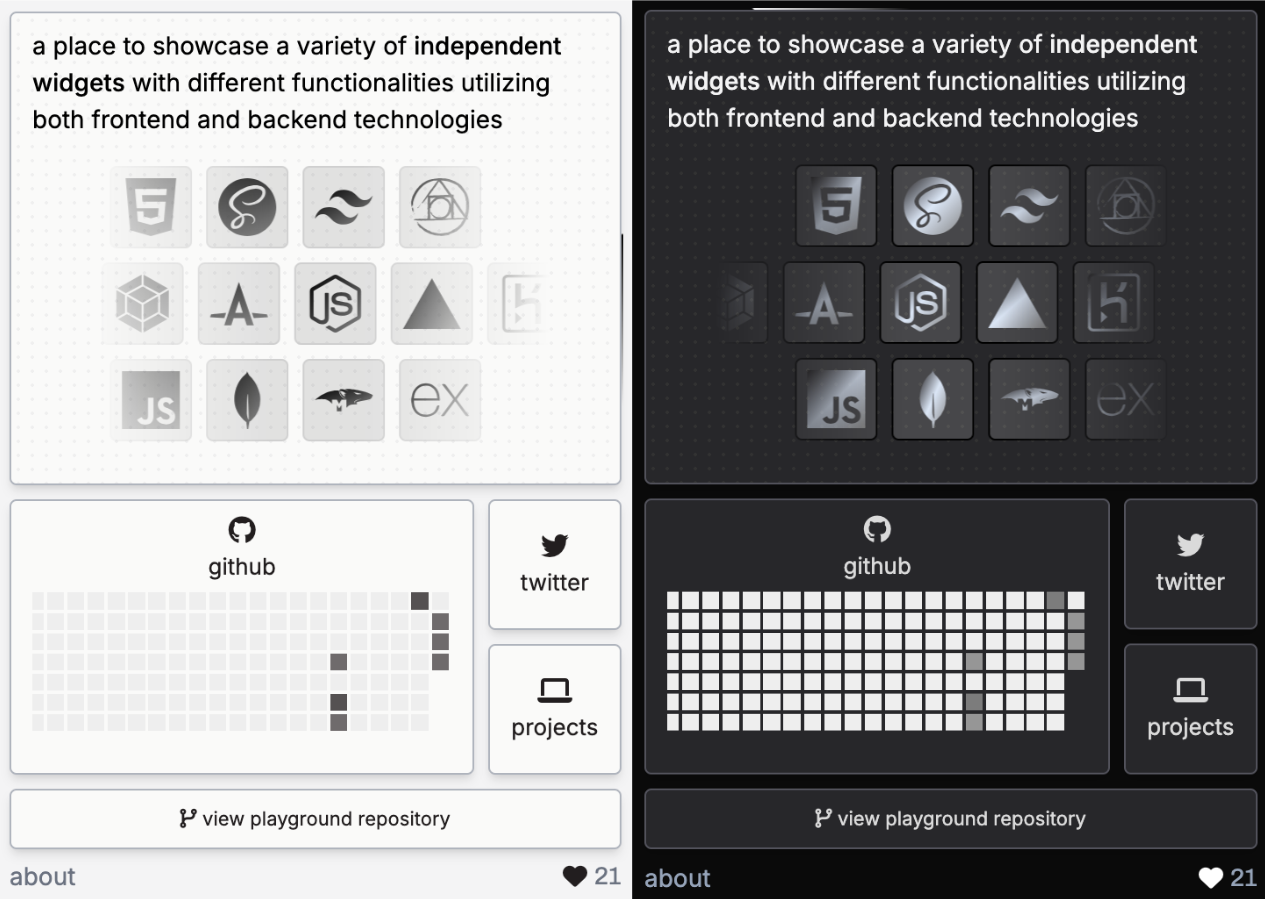 a place to showcase a variety of independent
widgets with different functionalities utilizing
both frontend and backend technologies
5
JS
JS
ex
github
twitter
projects
view playground repository
about
21
a place to showcase a variety of independent
widgets with different functionalities utilizing
both frontend and backend technologies
5
JS
JS
ex
github
twitter
projects
view playground repository
about
21